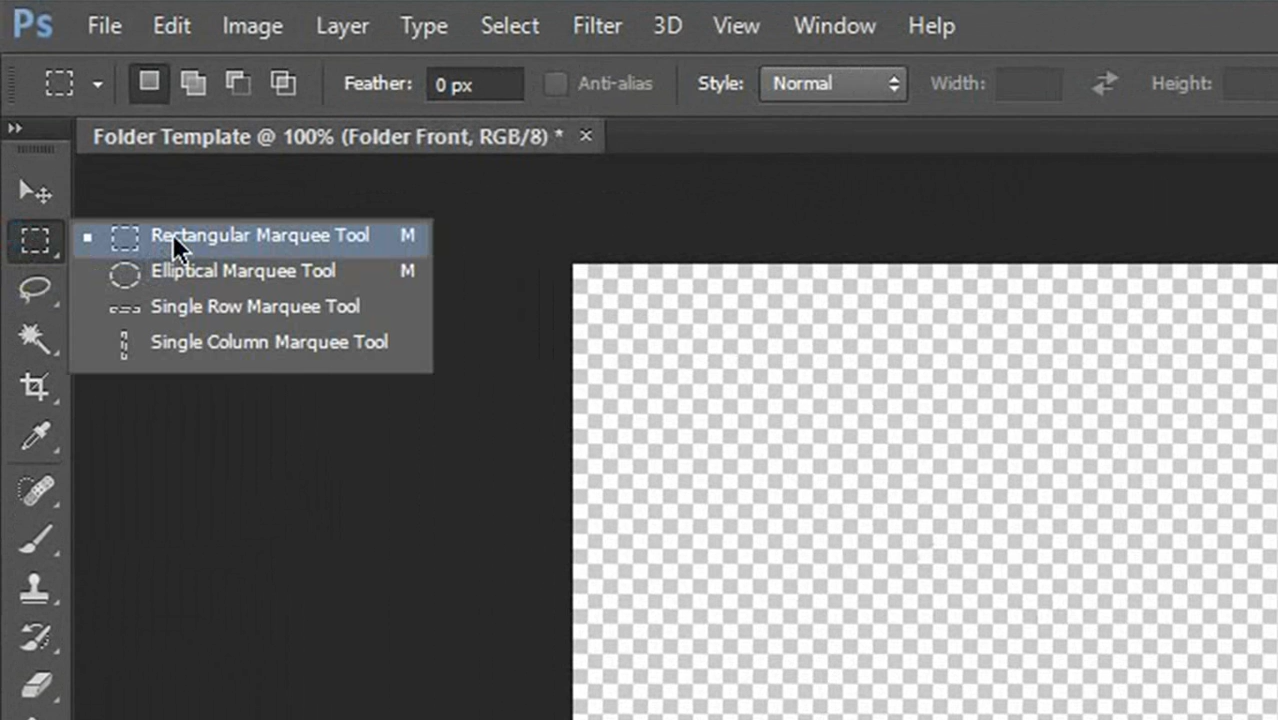 Ps File Edit Image Layer Type Select Filter 3D View Window Help
Feather: 0 px Anti-alias Style: Normal Width: Height:
Folder Template @ 100% (Folder Front, RGB/8) * ×
Rectangular Marquee Tool M
Elliptical Marquee Tool M
Single Row Marquee Tool
Single Column Marquee Tool